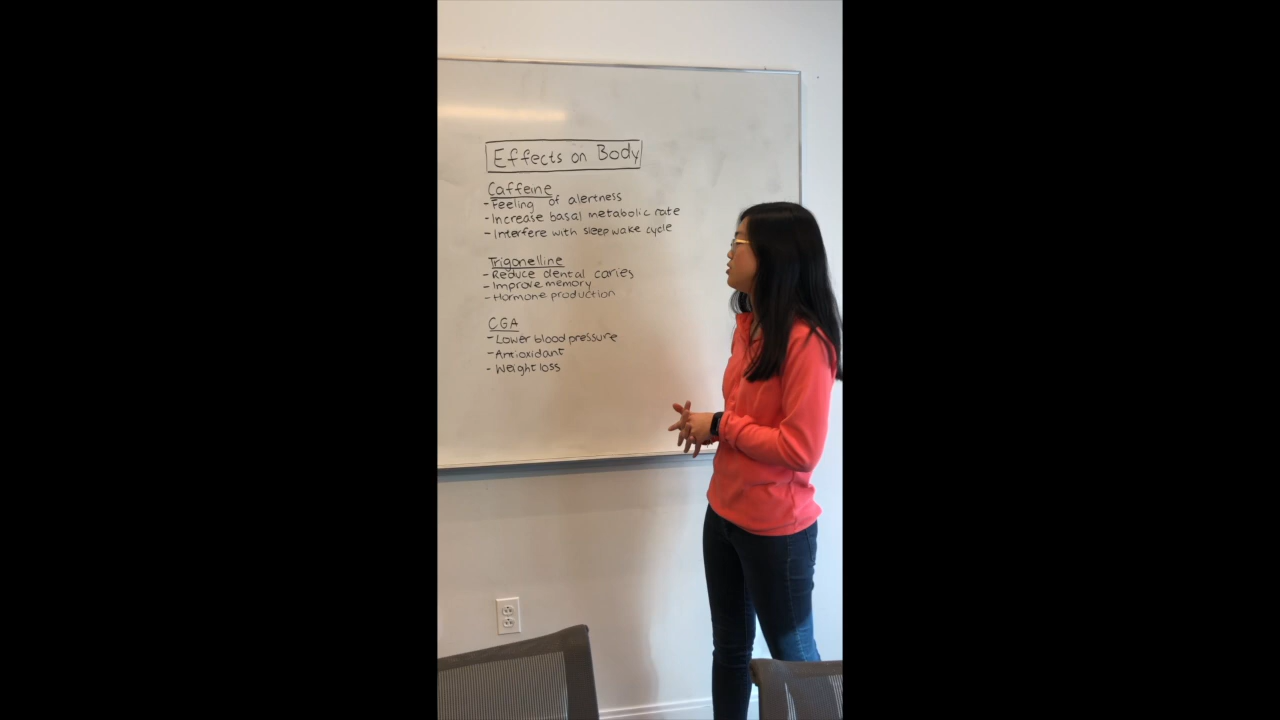 Effects on Body
Caffeine
-Feeling of alertness
-Increase basal metabolic rate
-Interfere with sleep wake cycle
Trigonelline
-Reduce dental caries
-Improve memory
-Hormone production
CGA
-Lower blood pressure
-Antioxidant
-Weight loss